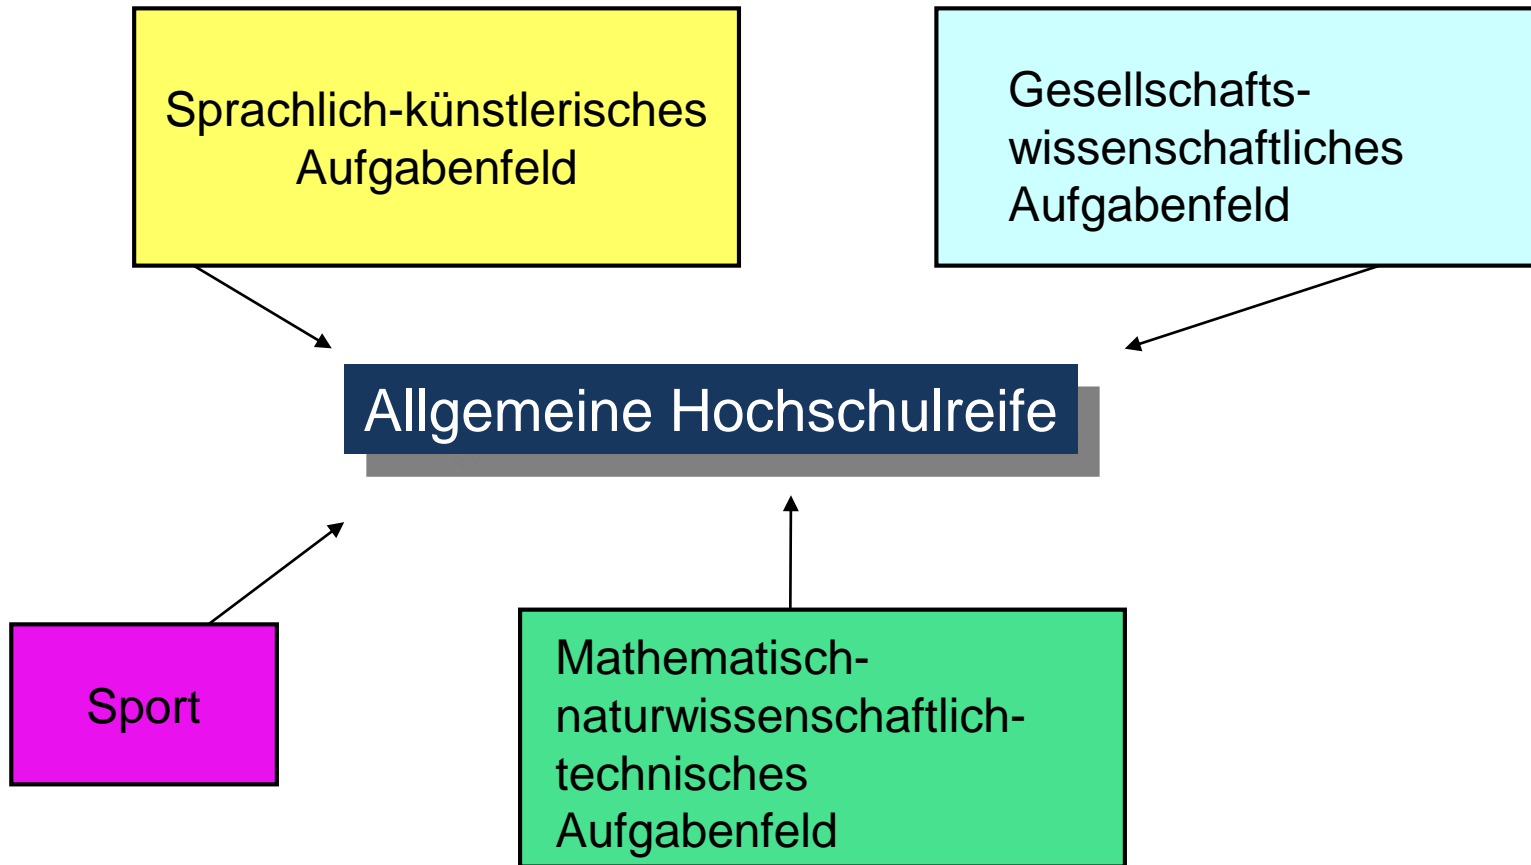 Sprachlich-künstlerisches
Aufgabenfeld
Gesellschafts-
wissenschaftliches
Aufgabenfeld
Allgemeine Hochschulreife
Sport
Mathematisch-
naturwissenschaftlich-
technisches
Aufgabenfeld